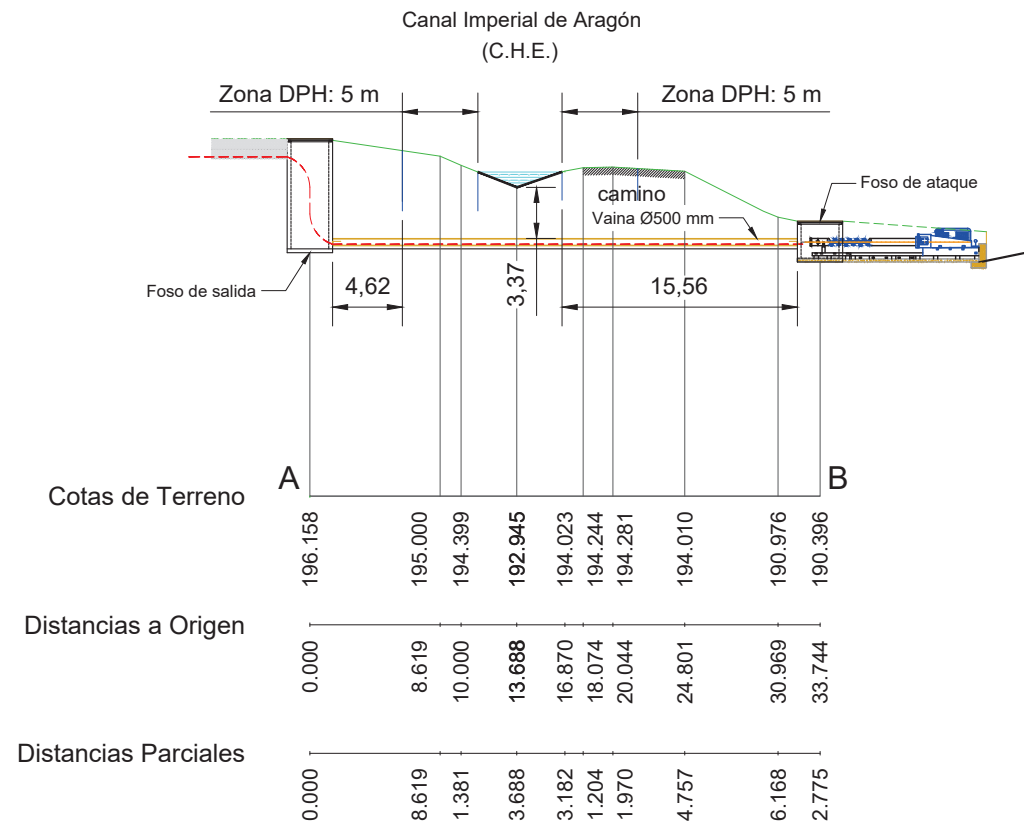 Canal Imperial de Aragón
(C.H.E.)
Zona DPH: 5 m
Zona DPH: 5 m
camino
Vaina Ø500 mm
Foso de ataque
Foso de salida
4,62
3,37
15,56
A
B
Cotas de Terreno
196.158
195.000
194.399
192.945
194.023
194.244
194.281
194.010
190.976
190.396
Distancias a Origen
0.000
8.619
10.000
13.688
16.870
18.074
20.044
24.801
30.969
33.744
Distancias Parciales
0.000
8.619
1.381
3.688
3.182
1.204
1.970
4.757
6.168
2.775